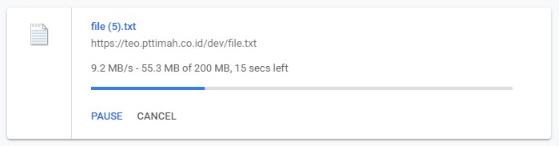 file (5).txt
https://teo.pttimah.co.id/dev/file.txt
9.2 MB/s - 55.3 MB of 200 MB, 15 secs left
PAUSE CANCEL